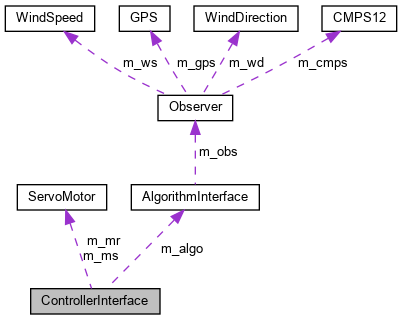 WindSpeed
GPS
WindDirection
CMPS12
m_ws
m_gps
m_wd
m_cmps
Observer
m_obs
ServoMotor
AlgorithmInterface
m_mr
m_ms
m_algo
ControllerInterface